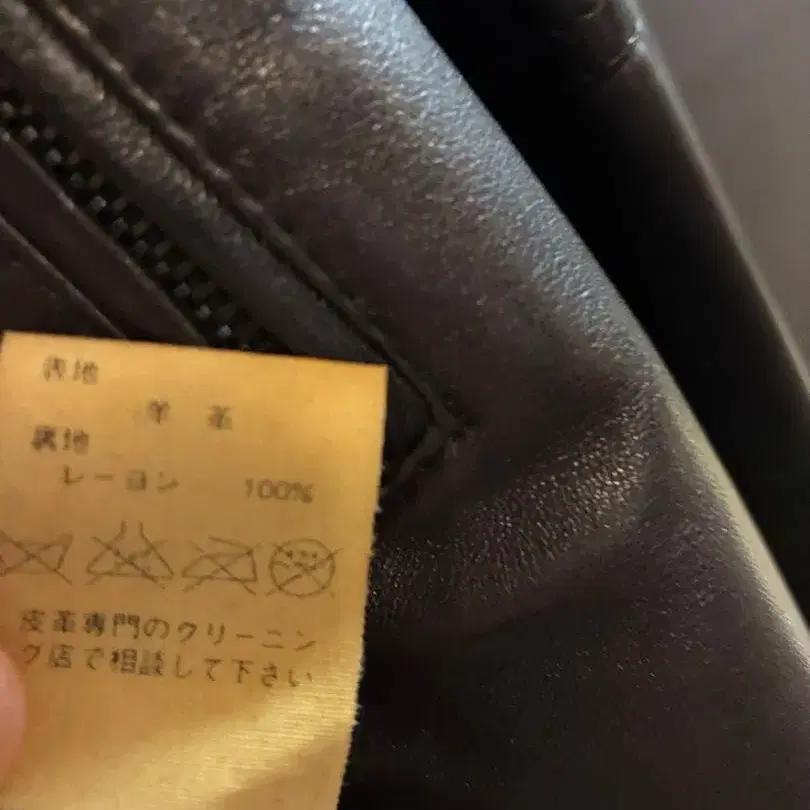 表地
羊革
裏地
レーヨン 100%
皮革専門のクリーニン
グ店で相談して下さい